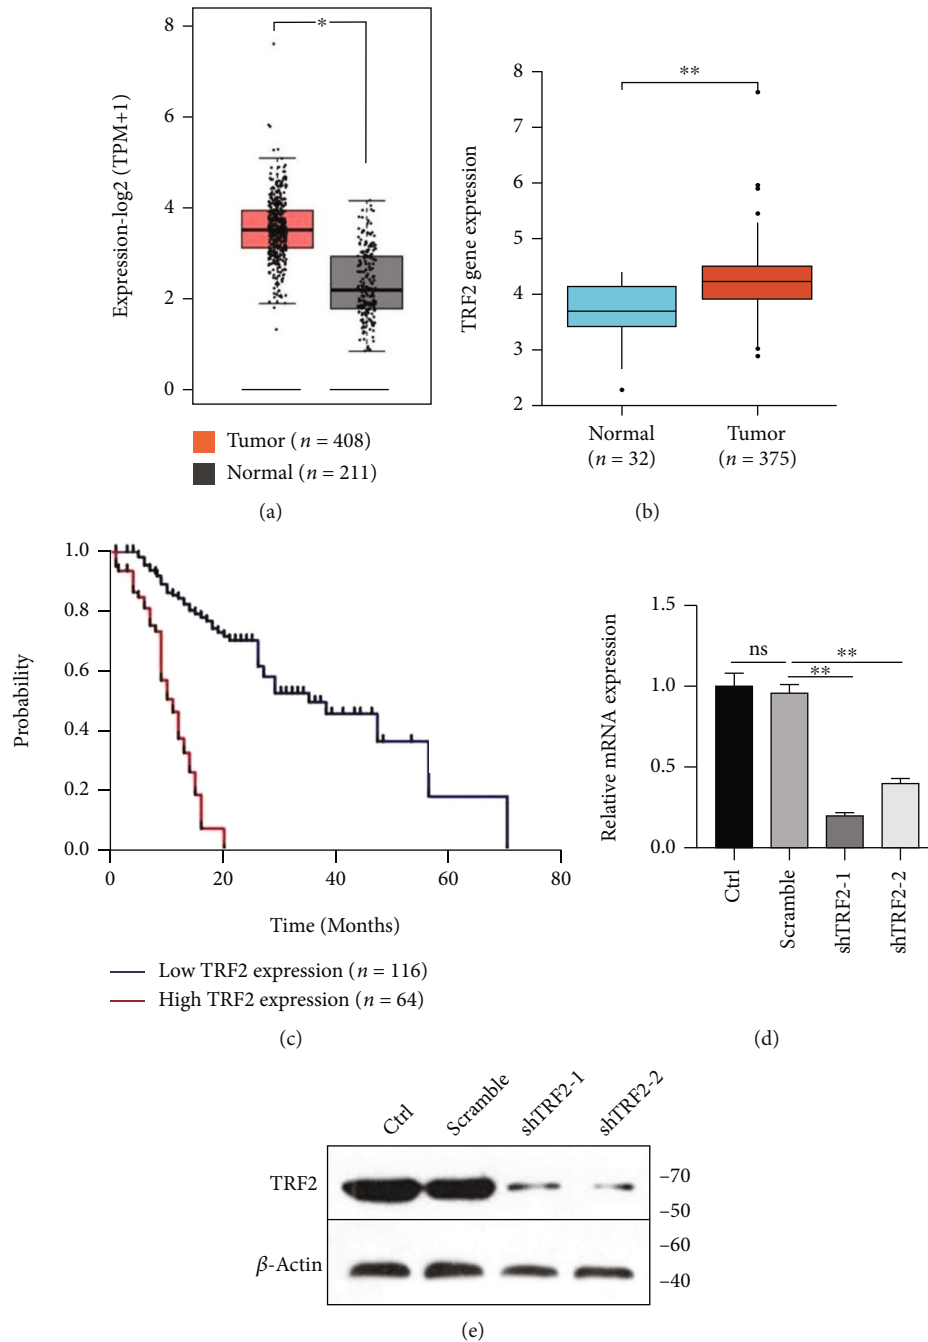 8
6
4
2
0
Expression-log2 (TPM+1)
*
Tumor (n = 408)
Normal (n = 211)
(a)
8
7
6
5
4
3
2
TRF2 gene expression
**
Normal
(n = 32)
Tumor
(n = 375)
(b)
1.0
0.8
0.6
0.4
0.2
0.0
Probability
0 20 40 60 80
Time (Months)
Low TRF2 expression (n = 116)
High TRF2 expression (n = 64)
(c)
1.5
1.0
0.5
0.0
Relative mRNA expression
ns
**
**
Ctrl
Scramble
shTRF2-1
shTRF2-2
(d)
Ctrl
Scramble
shTRF2-1
shTRF2-2
TRF2
–70
–50
β-Actin
–60
–40
(e)